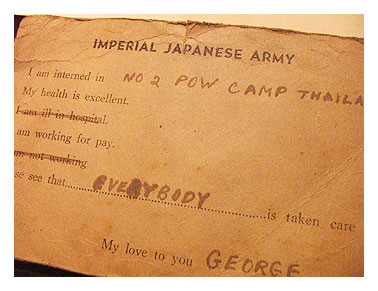 IMPERIAL JAPANESE ARMY
I am interned in NO 2 POW CAMP THAILA
My health is excellent.
I am ill in hospital.
am working for pay.
am not working
se see that EVERYBODY is taken care
My love to you GEORGE